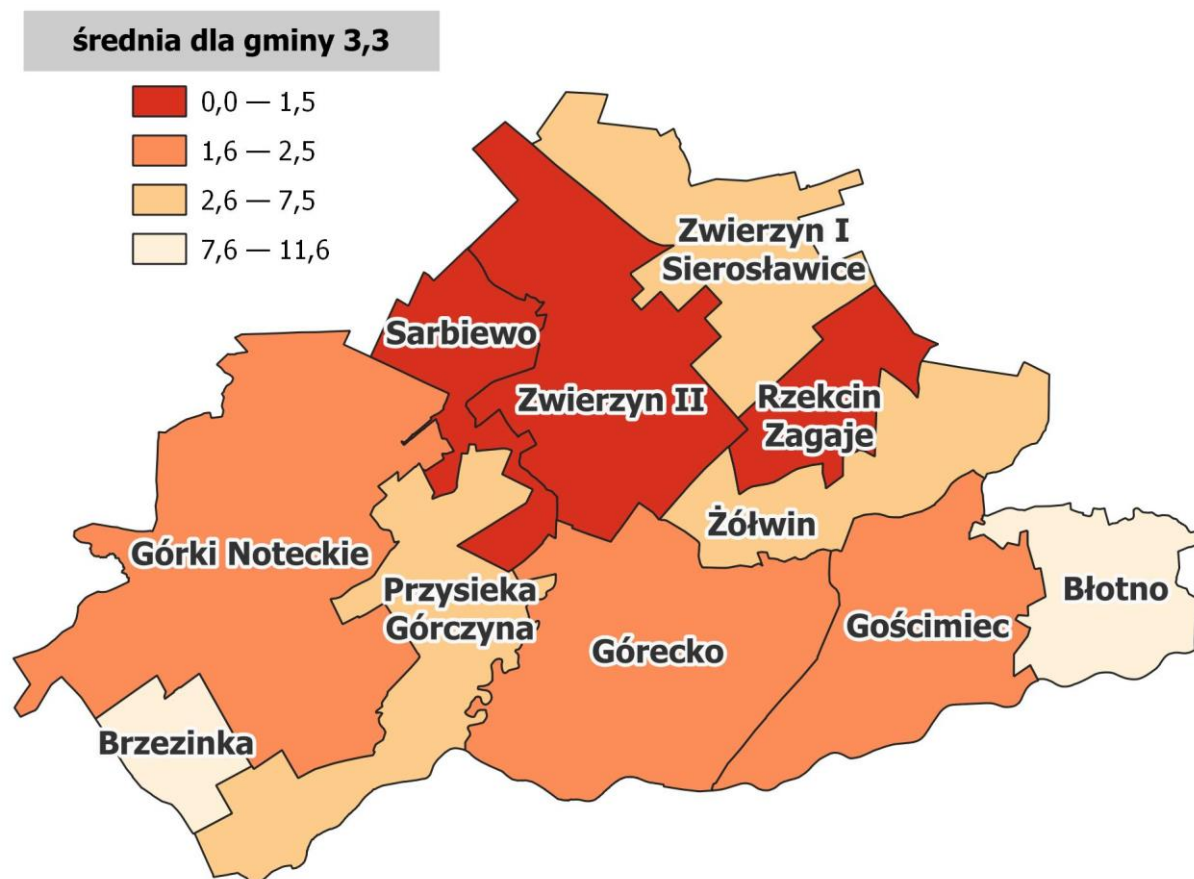 średnia dla gminy 3,3
0,0 — 1,5
1,6 — 2,5
2,6 — 7,5
7,6 — 11,6
Zwierzyn I
Sierosławice
Sarbiewo
Zwierzyn II
Rzekcin
Zagaje
Żółwin
Górki Noteckie
Przysieka
Górczyna
Górecko
Gościmiec
Błotno
Brzezinka